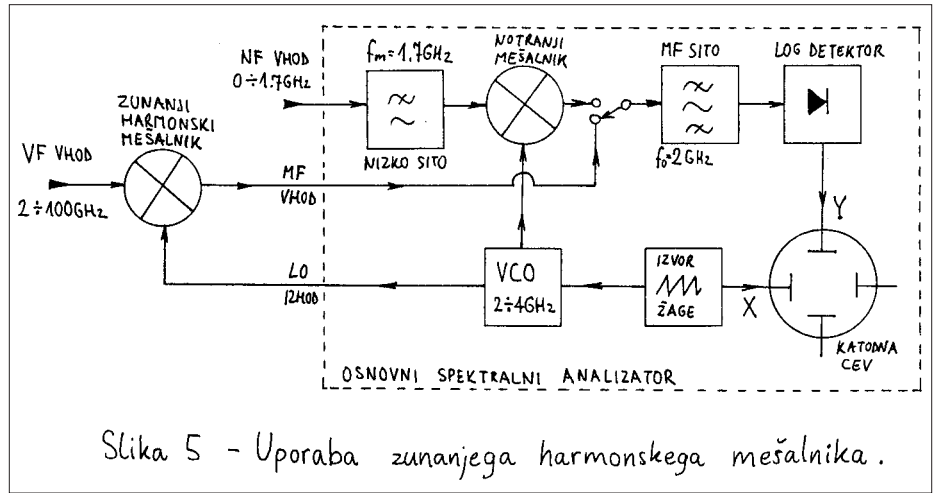 NF VHOD
0÷1.7GHz
fm=1.7GHz
NIZKO SITO
NOTRANJI
MEŠALNIK
MF SITO
f₀=2GHz
LOG DETEKTOR
ZUNANJI
HARMONSKI
MEŠALNIK
VF VHOD
2÷100GHz
MF
VHOD
Y
LO
IZHOD
VCO
2÷4GHz
IZVOR
ŽAGE
X
KATODNA
CEV
OSNOVNI SPEKTRALNI ANALIZATOR
Slika 5 - Uporaba zunanjega harmonskega mešalnika.